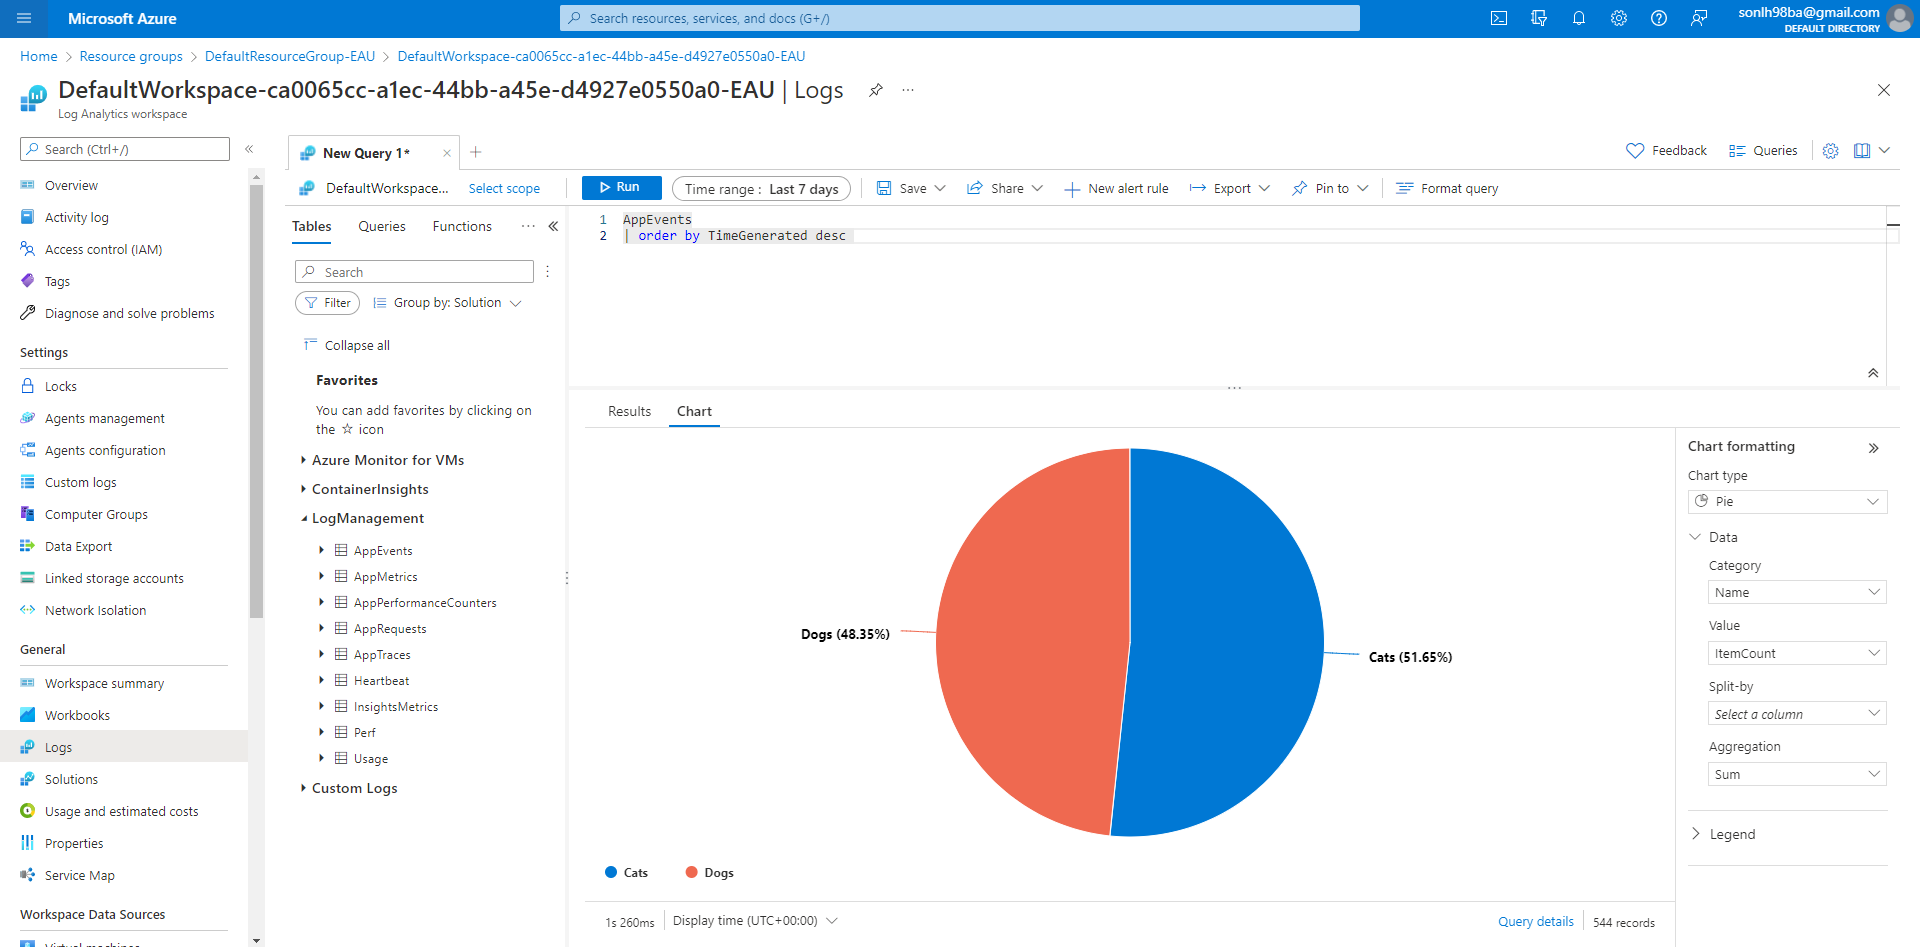 Microsoft Azure
Search resources, services, and docs (G+/)
sonlh98ba@gmail.com
DEFAULT DIRECTORY
Home > Resource groups > DefaultResourceGroup-EAU > DefaultWorkspace-ca0065cc-a1ec-44bb-a45e-d4927e0550a0-EAU
DefaultWorkspace-ca0065cc-a1ec-44bb-a45e-d4927e0550a0-EAU | Logs
Log Analytics workspace
Search (Ctrl+/)
Overview
Activity log
Access control (IAM)
Tags
Diagnose and solve problems
Settings
Locks
Agents management
Agents configuration
Custom logs
Computer Groups
Data Export
Linked storage accounts
Network Isolation
General
Workspace summary
Workbooks
Logs
Solutions
Usage and estimated costs
Properties
Service Map
Workspace Data Sources
Virtual machines
New Query 1*
Feedback
Queries
DefaultWorkspace...
Select scope
Run
Time range : Last 7 days
Save
Share
New alert rule
Export
Pin to
Format query
Tables
Queries
Functions
Search
Filter
Group by: Solution
Collapse all
Favorites
You can add favorites by clicking on
the ☆ icon
Azure Monitor for VMs
ContainerInsights
LogManagement
AppEvents
AppMetrics
AppPerformanceCounters
AppRequests
AppTraces
Heartbeat
InsightsMetrics
Perf
Usage
Custom Logs
1 AppEvents
2 | order by TimeGenerated desc
Results
Chart
Dogs (48.35%)
Cats (51.65%)
Cats
Dogs
1s 260ms
Display time (UTC+00:00)
Query details
544 records
Chart formatting
Chart type
Pie
Data
Category
Name
Value
ItemCount
Split-by
Select a column
Aggregation
Sum
Legend